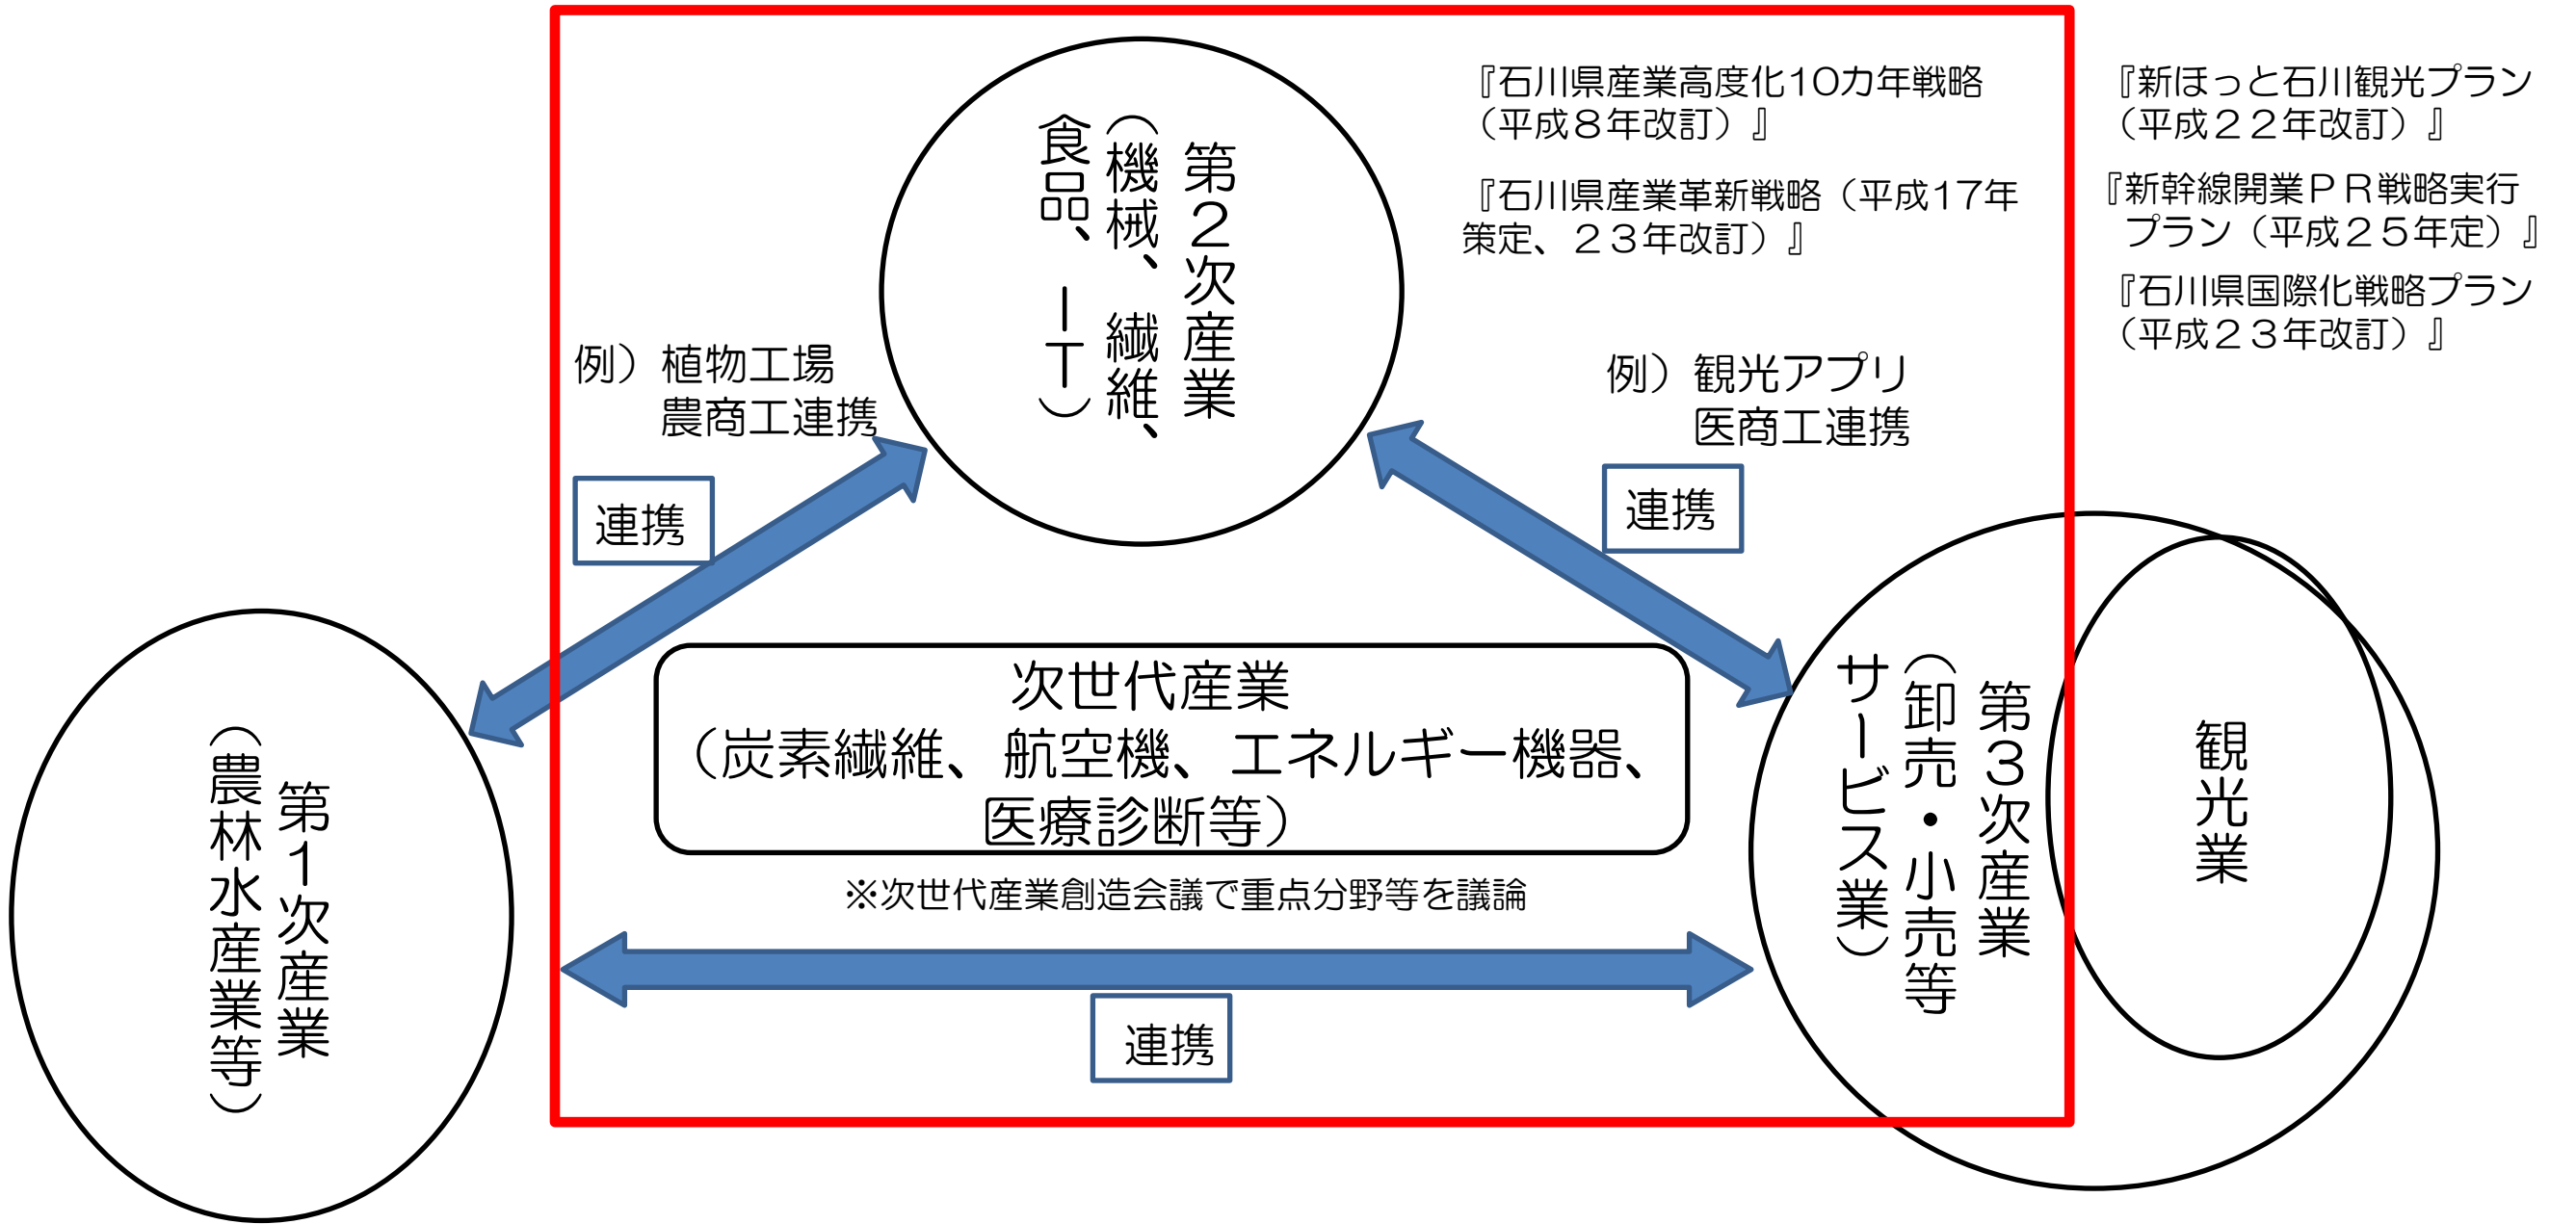 『石川県産業高度化10カ年戦略
（平成８年改訂）』
『石川県産業革新戦略（平成17年
策定、２３年改訂）』
『新ほっと石川観光プラン
（平成２２年改訂）』
『新幹線開業ＰＲ戦略実行
プラン（平成２５年定）』
『石川県国際化戦略プラン
（平成２３年改訂）』
第２次産業
（機械、繊維、
食品、ＩＴ）
例）植物工場
農商工連携
連携
例）観光アプリ
医商工連携
連携
次世代産業
（炭素繊維、航空機、エネルギー機器、
医療診断等）
※次世代産業創造会議で重点分野等を議論
連携
第１次産業
（農林水産業等）
第３次産業
（卸売・小売等
サービス業）
観光業